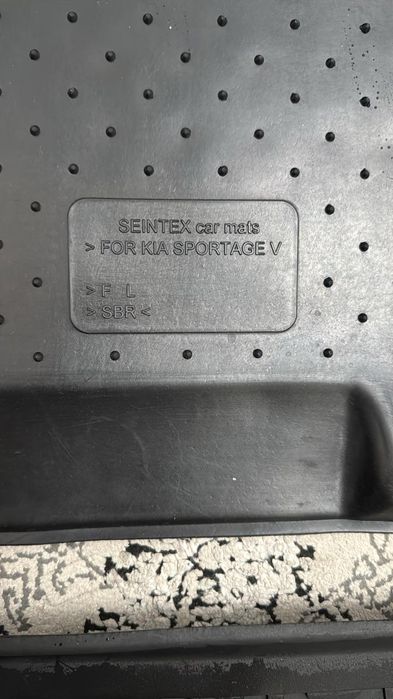 SEINTEX car mats
> FOR KIA SPORTAGE V
> F L
> SBR <